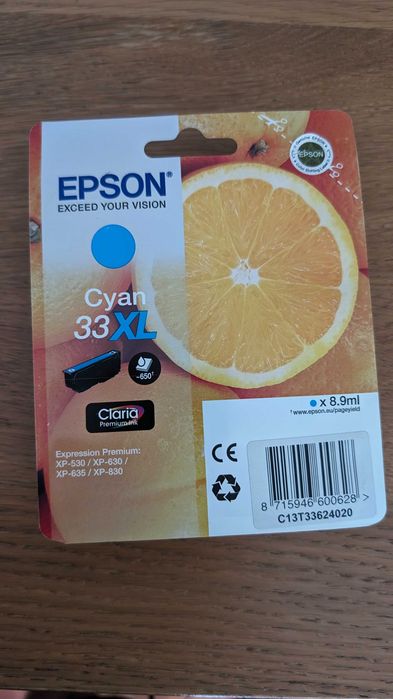 EPSON®
EXCEED YOUR VISION
EPSON
Cyan
33XL
~650†
Claria
Premium Ink
Expression Premium:
XP-530 / XP-630 /
XP-635 / XP-830
x 8.9ml
†www.epson.eu/pageyield
CE
8 715946 600628 >
C13T33624020